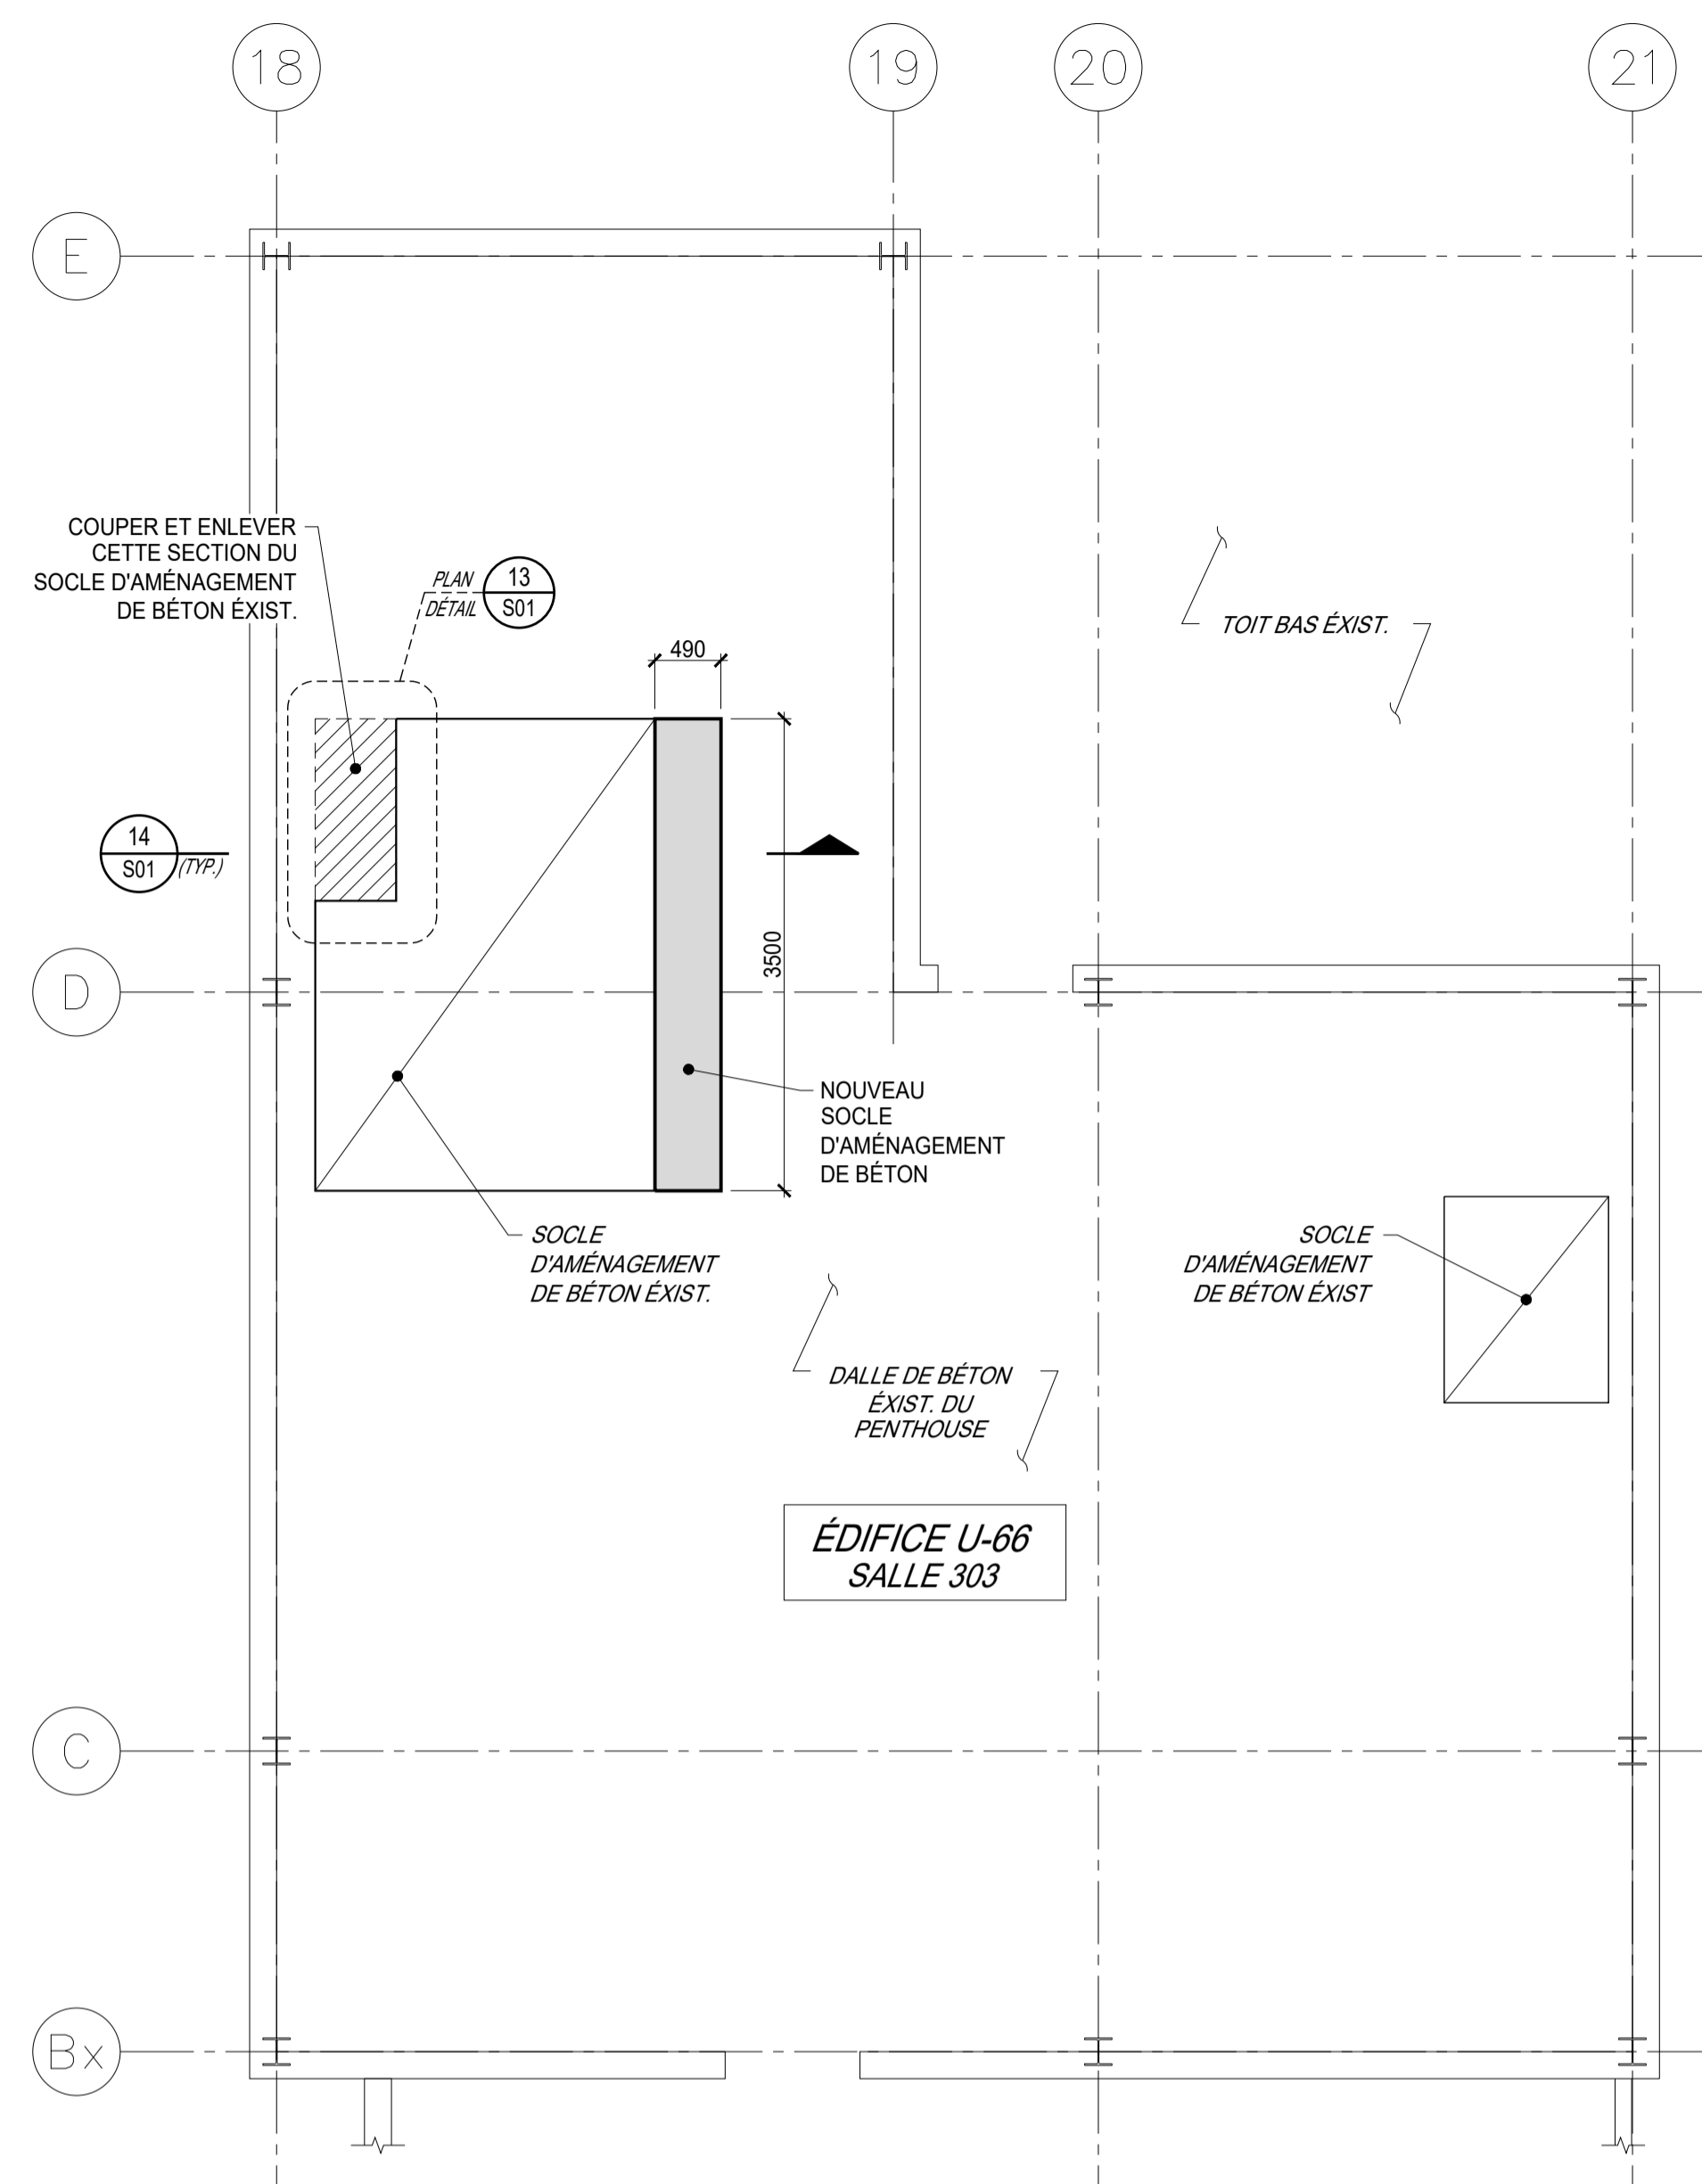 18
19
20
21
E
COUPER ET ENLEVER
CETTE SECTION DU
SOCLE D'AMÉNAGEMENT
DE BÉTON ÉXIST.
PLAN
DÉTAIL
13
S01
TOIT BAS ÉXIST.
490
14
S01
(TYP.)
3500
D
NOUVEAU
SOCLE
D'AMÉNAGEMENT
DE BÉTON
SOCLE
D'AMÉNAGEMENT
DE BÉTON ÉXIST.
SOCLE
D'AMÉNAGEMENT
DE BÉTON ÉXIST
DALLE DE BÉTON
ÉXIST. DU
PENTHOUSE
ÉDIFICE U-66
SALLE 303
C
Bx